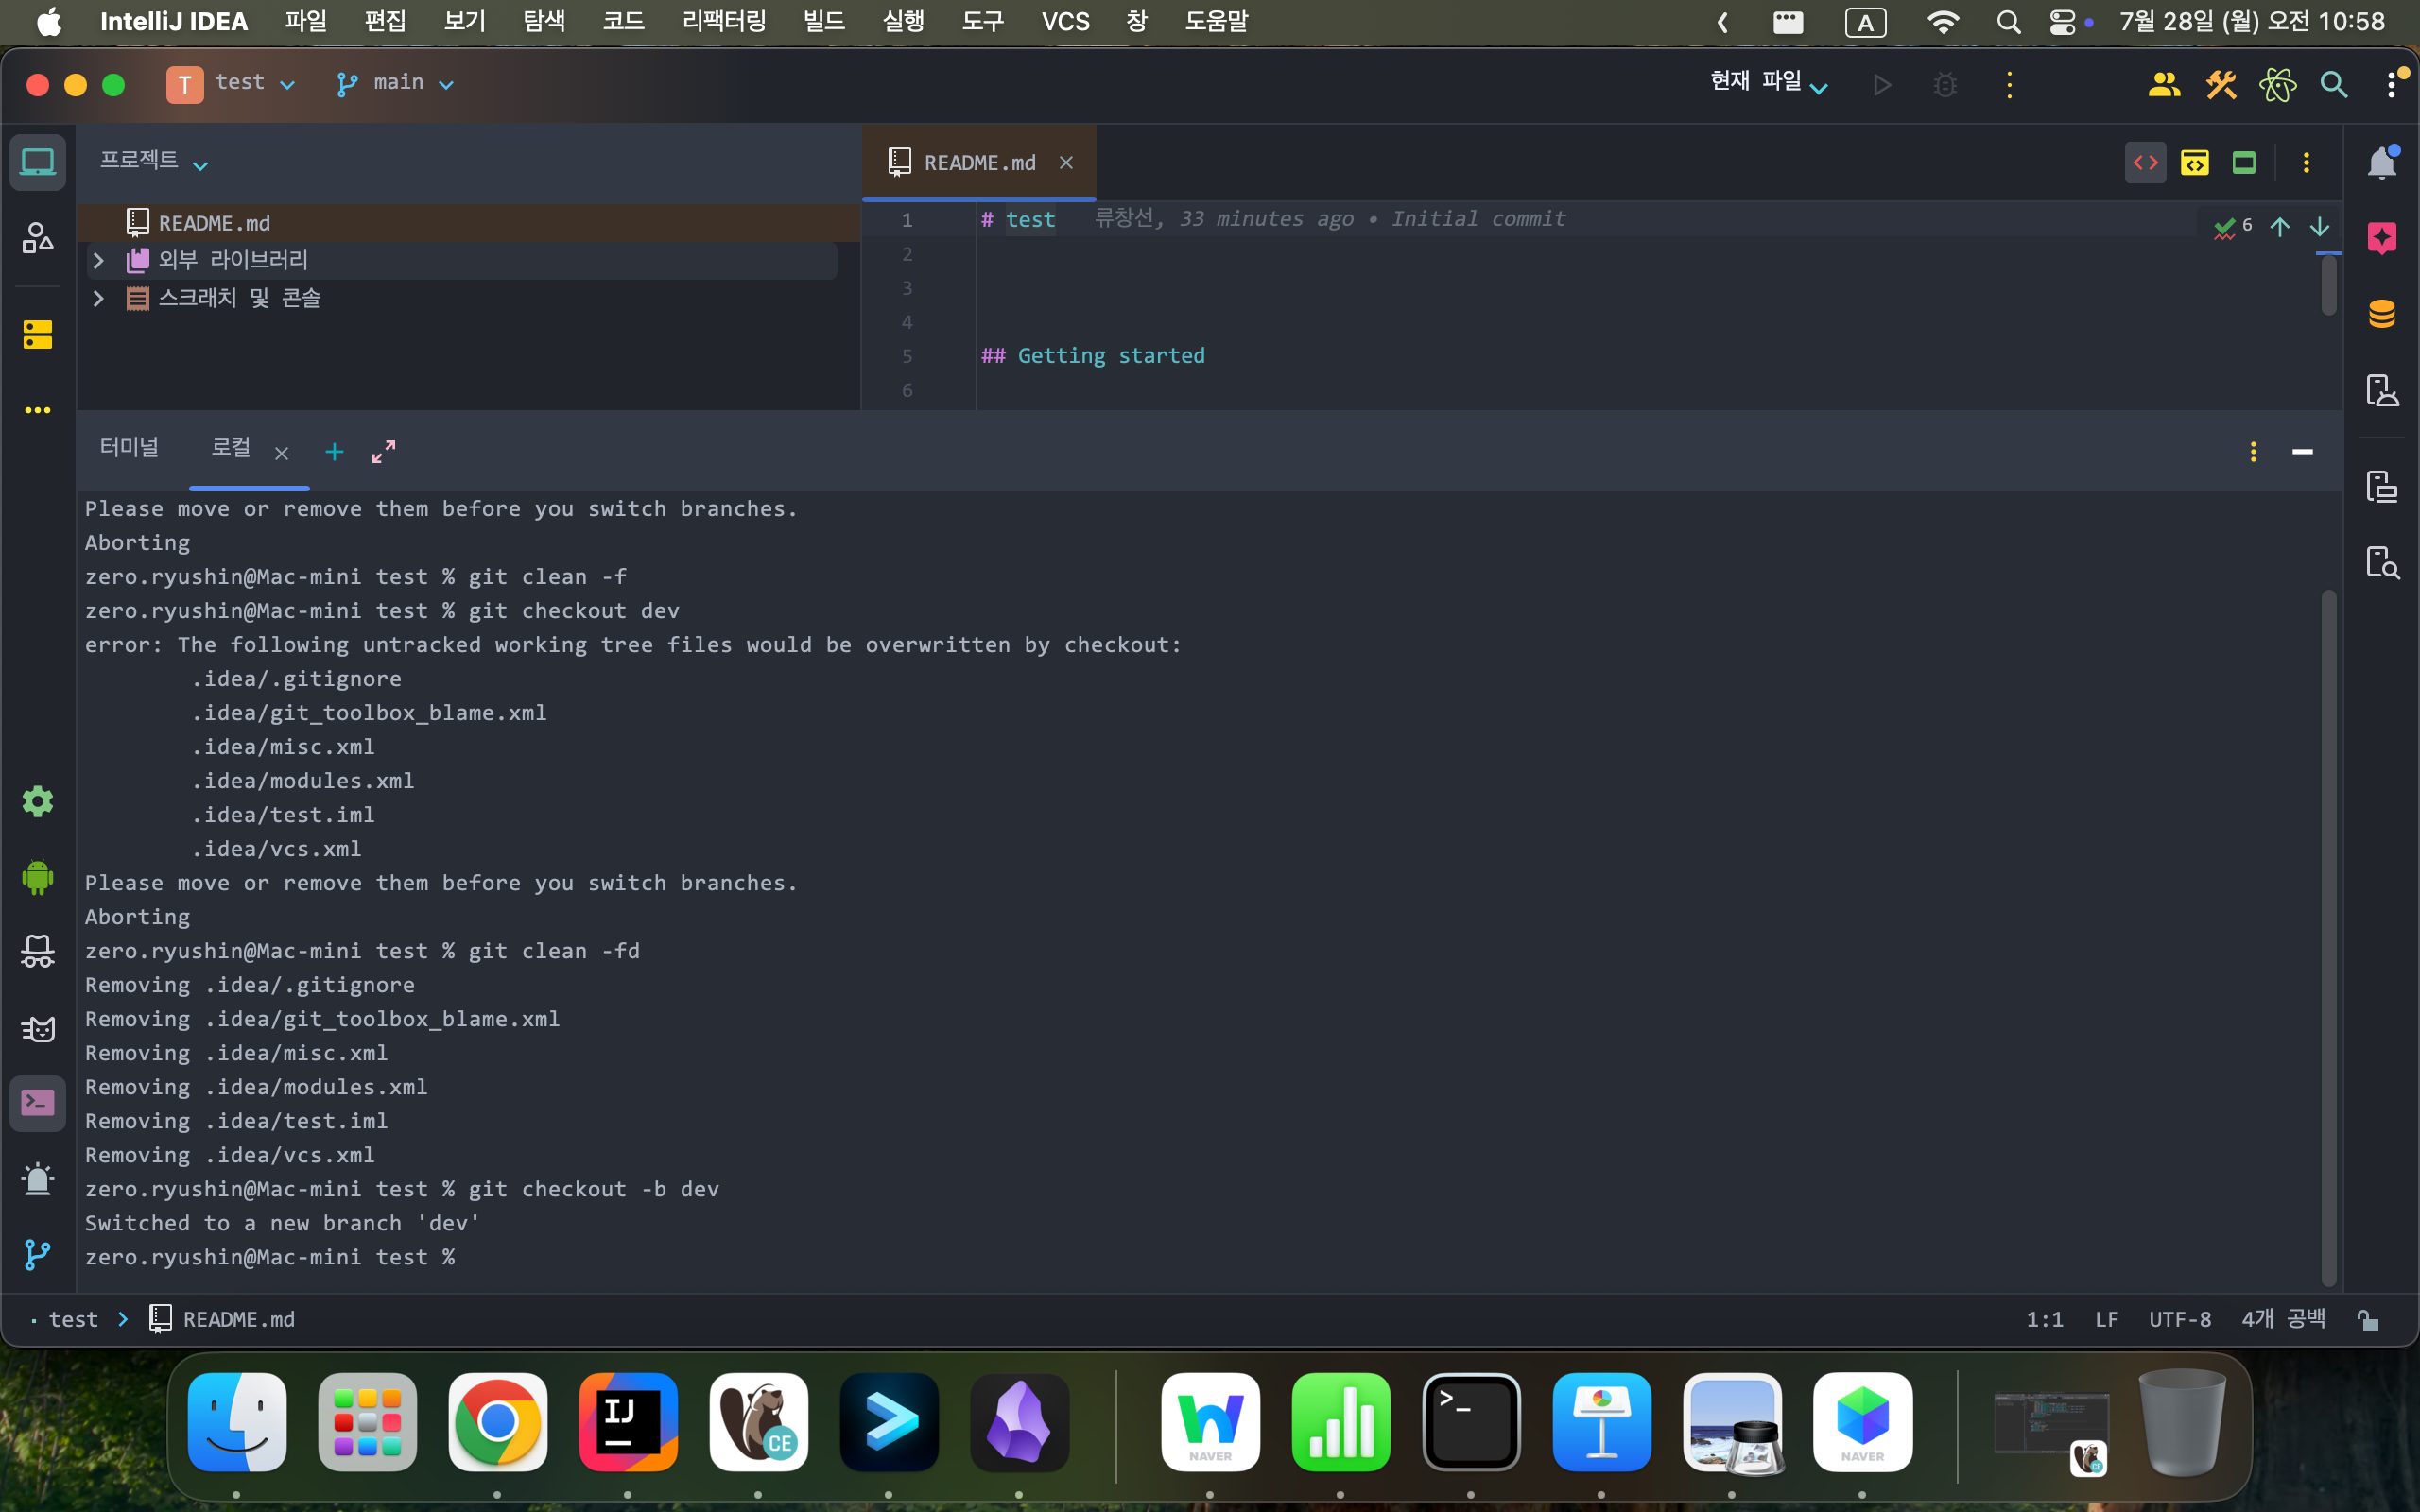 IntelliJ IDEA 파일 편집 보기 탐색 코드 리팩터링 빌드 실행 도구 VCS 창 도움말 A 7월 28일 (월) 오전 10:58
T test main 현재 파일
프로젝트
README.md
README.md
외부 라이브러리
스크래치 및 콘솔
1 # test 류창선, 33 minutes ago • Initial commit 6
2
3
4
5 ## Getting started
6
터미널 로컬
Please move or remove them before you switch branches.
Aborting
zero.ryushin@Mac-mini test % git clean -f
zero.ryushin@Mac-mini test % git checkout dev
error: The following untracked working tree files would be overwritten by checkout:
.idea/.gitignore
.idea/git_toolbox_blame.xml
.idea/misc.xml
.idea/modules.xml
.idea/test.iml
.idea/vcs.xml
Please move or remove them before you switch branches.
Aborting
zero.ryushin@Mac-mini test % git clean -fd
Removing .idea/.gitignore
Removing .idea/git_toolbox_blame.xml
Removing .idea/misc.xml
Removing .idea/modules.xml
Removing .idea/test.iml
Removing .idea/vcs.xml
zero.ryushin@Mac-mini test % git checkout -b dev
Switched to a new branch 'dev'
zero.ryushin@Mac-mini test %
test README.md 1:1 LF UTF-8 4개 공백
IJ
CE
NAVER
>_
NAVER
CE